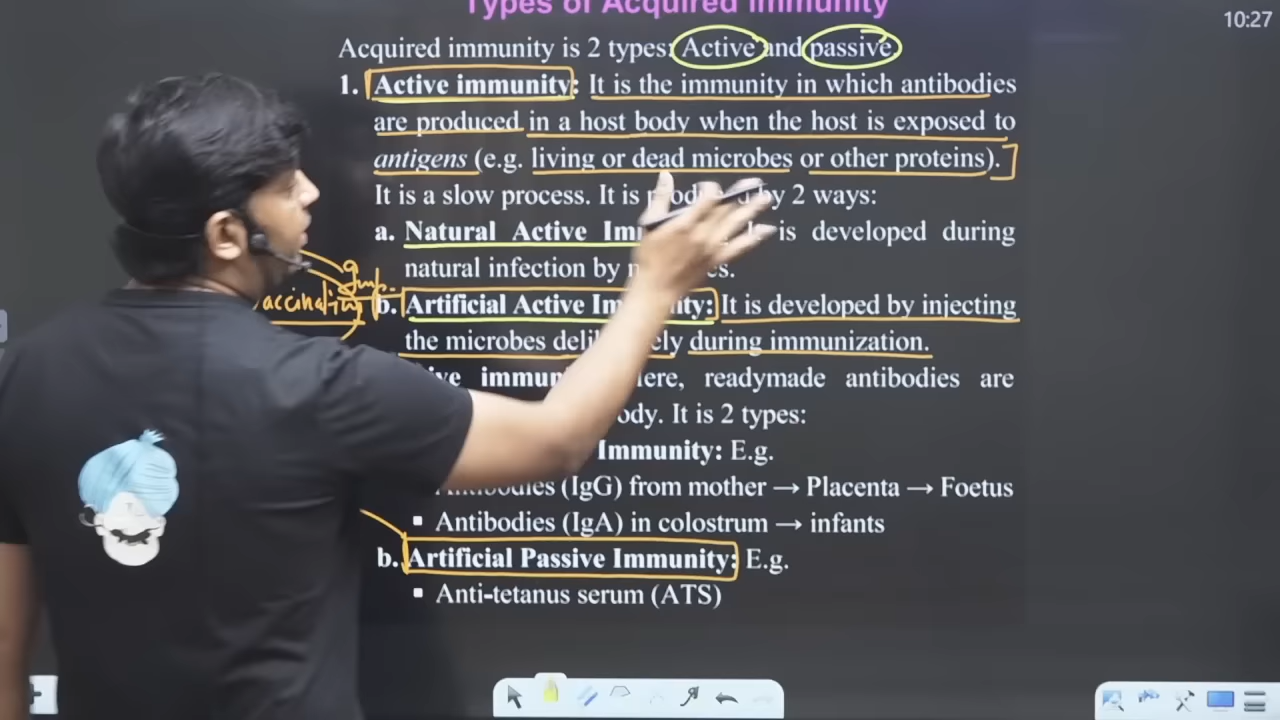 Types of Acquired Immunity
10:27
Acquired immunity is 2 types: Active and passive.
1. Active immunity: It is the immunity in which antibodies
are produced in a host body when the host is exposed to
antigens (e.g. living or dead microbes or other proteins).
It is a slow process. It is by 2 ways:
a. Natural Active is developed during
natural infection by
b. Artificial Active It is developed by injecting
the microbes during immunization.
readymade antibodies are
It is 2 types:
Immunity: E.g.
(IgG) from mother → Placenta → Foetus
▪ Antibodies (IgA) in colostrum → infants
b. Artificial Passive Immunity: E.g.
▪ Anti-tetanus serum (ATS)